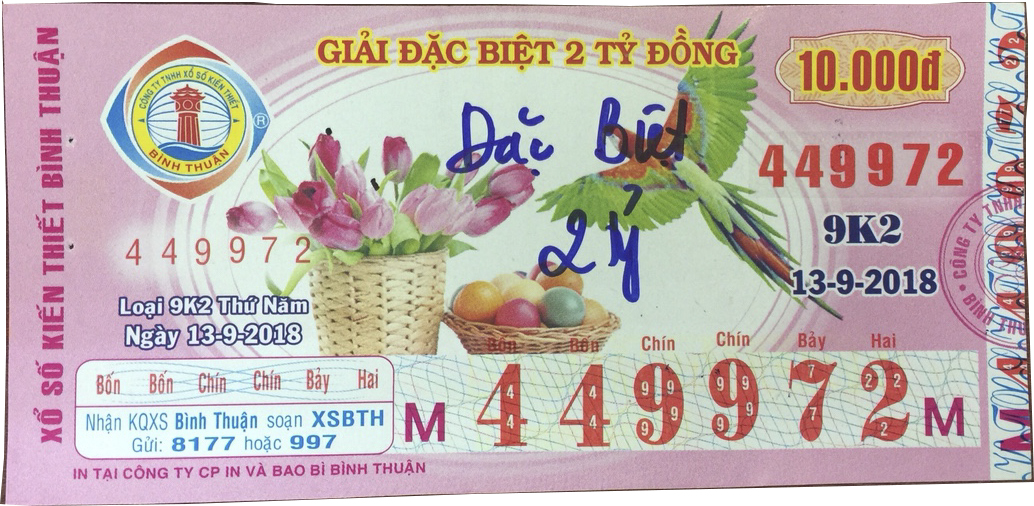 XỔ SỐ KIẾN THIẾT BÌNH THUẬN
CÔNG TY TNHH XỔ SỐ KIẾN THIẾT
BÌNH THUẬN
®
GIẢI ĐẶC BIỆT 2 TỶ ĐỒNG
10.000đ
Đặc Biệt
2 Tỷ
449972
9K2
13-9-2018
449972
Loại 9K2 Thứ Năm
Ngày 13-9-2018
CÔNG TY TNHH
Bốn Bốn Chín Chín Bảy Hai
Bốn Bốn Chín Chín Bảy Hai
M 449972 M
Nhận KQXS Bình Thuận soạn XSBTH
Gửi: 8177 hoặc 997
IN TẠI CÔNG TY CP IN VÀ BAO BÌ BÌNH THUẬN